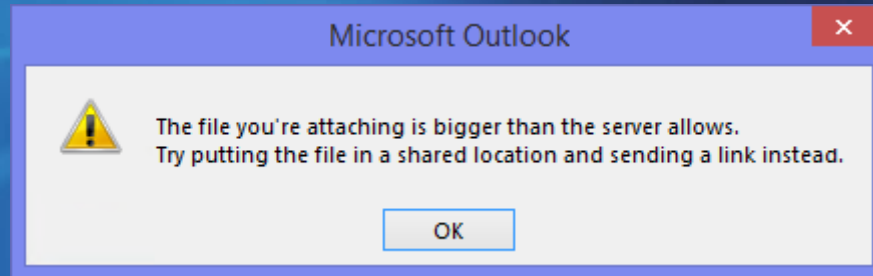 Microsoft Outlook
The file you're attaching is bigger than the server allows.
Try putting the file in a shared location and sending a link instead.
OK